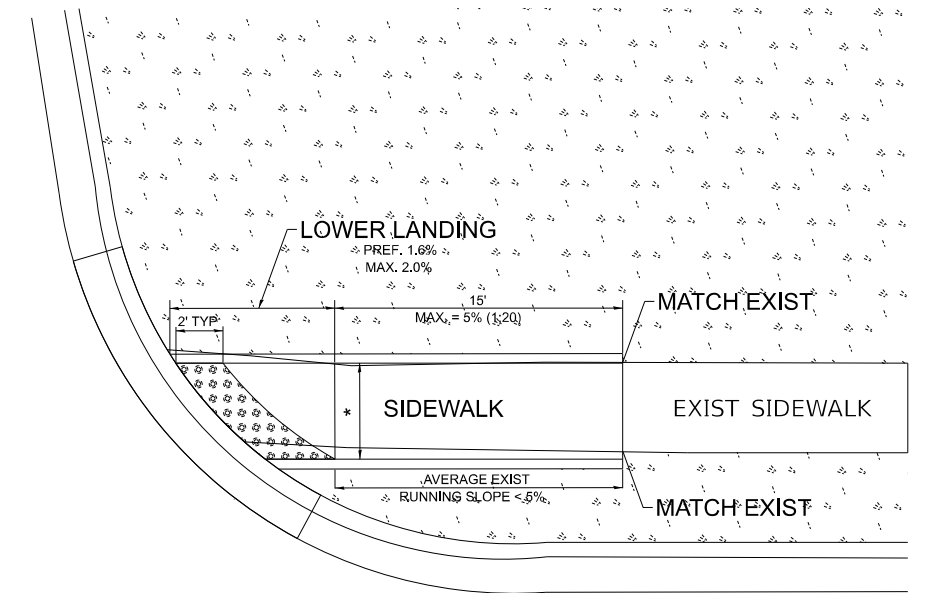 LOWER LANDING
PREF. 1.6%
MAX. 2.0%
15'
MATCH EXIST
2' TYP
MAX. = 5% (1:20)
*
SIDEWALK
EXIST SIDEWALK
AVERAGE EXIST
RUNNING SLOPE < 5%
MATCH EXIST